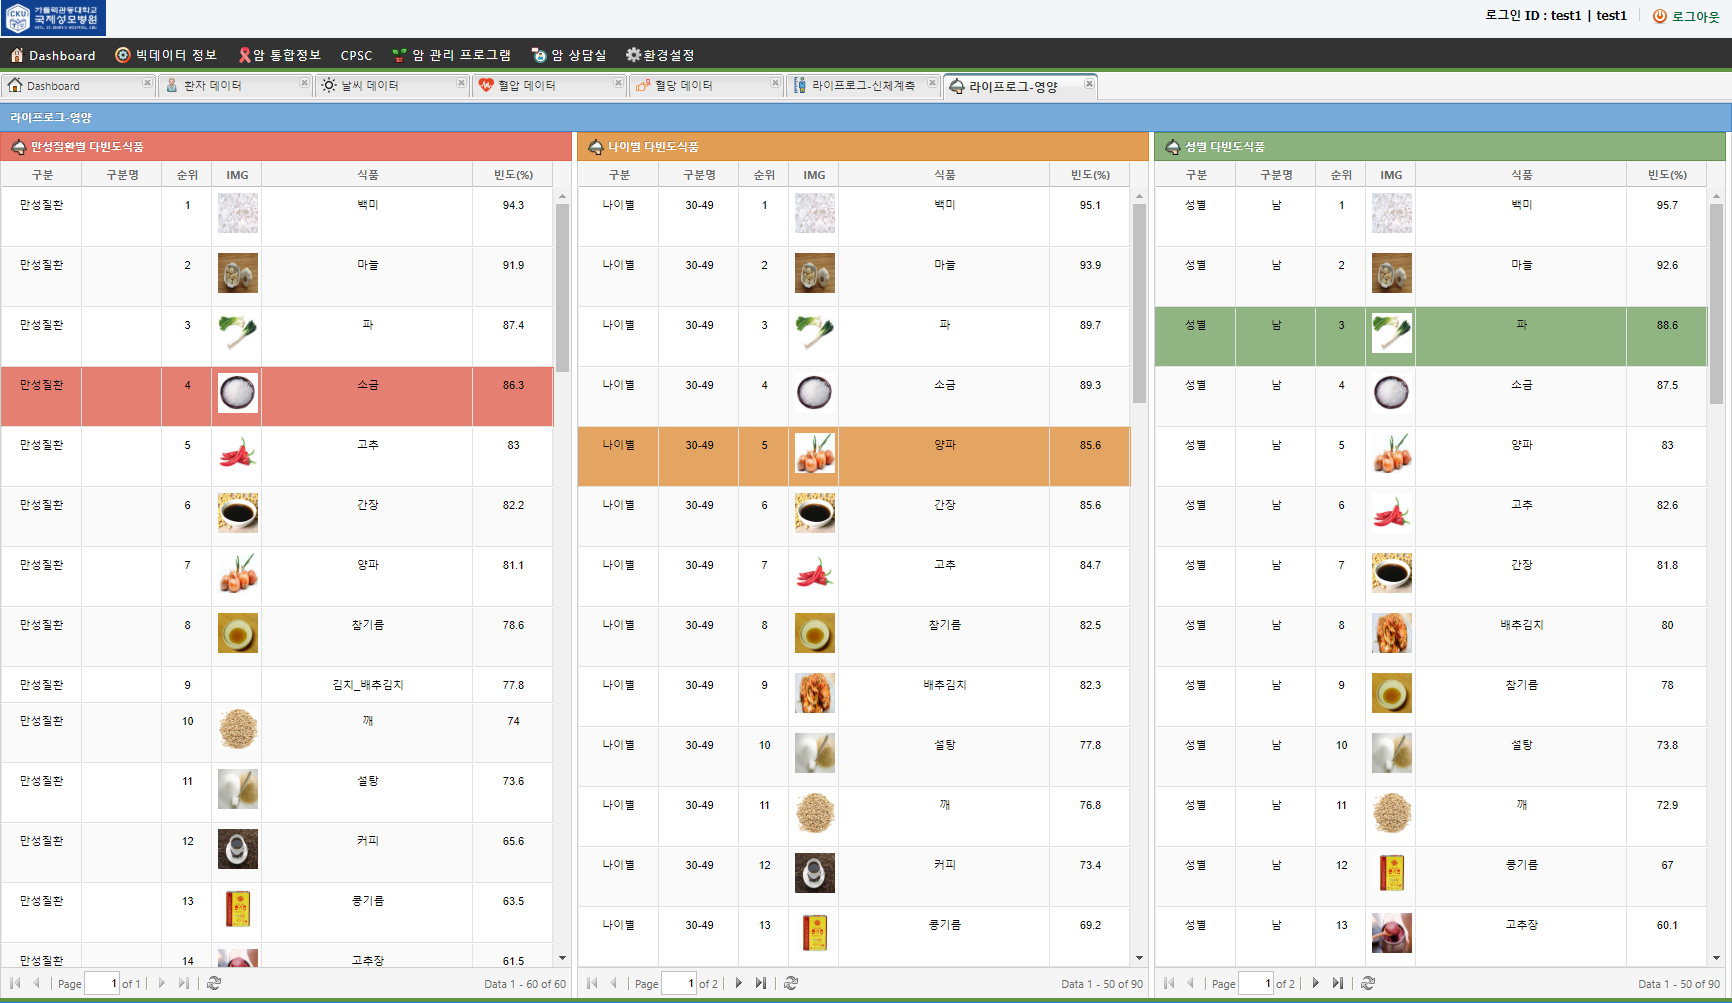 CKU 가톨릭관동대학교
국제성모병원
INTL. ST. MARY'S HOSPITAL, CKU
로그인 ID : test1 | test1 로그아웃
Dashboard 빅데이터 정보 암 통합정보 CPSC 암 관리 프로그램 암 상담실 환경설정
Dashboard 환자 데이터 날씨 데이터 혈압 데이터 혈당 데이터 라이프로그-신체계측 라이프로그-영양
라이프로그-영양
만성질환별 다빈도식품
구분 구분명 순위 IMG 식품 빈도(%)
만성질환 1 백미 94.3
만성질환 2 마늘 91.9
만성질환 3 파 87.4
만성질환 4 소금 86.3
만성질환 5 고추 83
만성질환 6 간장 82.2
만성질환 7 양파 81.1
만성질환 8 참기름 78.6
만성질환 9 김치_배추김치 77.8
만성질환 10 깨 74
만성질환 11 설탕 73.6
만성질환 12 커피 65.6
만성질환 13 콩기름 63.5
만성질환 14 고추장 61.5
Page 1 of 1 Data 1 - 60 of 60
나이별 다빈도식품
구분 구분명 순위 IMG 식품 빈도(%)
나이별 30-49 1 백미 95.1
나이별 30-49 2 마늘 93.9
나이별 30-49 3 파 89.7
나이별 30-49 4 소금 89.3
나이별 30-49 5 양파 85.6
나이별 30-49 6 간장 85.6
나이별 30-49 7 고추 84.7
나이별 30-49 8 참기름 82.5
나이별 30-49 9 배추김치 82.3
나이별 30-49 10 설탕 77.8
나이별 30-49 11 깨 76.8
나이별 30-49 12 커피 73.4
나이별 30-49 13 콩기름 69.2
Page 1 of 2 Data 1 - 50 of 90
성별 다빈도식품
구분 구분명 순위 IMG 식품 빈도(%)
성별 남 1 백미 95.7
성별 남 2 마늘 92.6
성별 남 3 파 88.6
성별 남 4 소금 87.5
성별 남 5 양파 83
성별 남 6 고추 82.6
성별 남 7 간장 81.8
성별 남 8 배추김치 80
성별 남 9 참기름 78
성별 남 10 설탕 73.8
성별 남 11 깨 72.9
성별 남 12 콩기름 67
성별 남 13 고추장 60.1
Page 1 of 2 Data 1 - 50 of 90